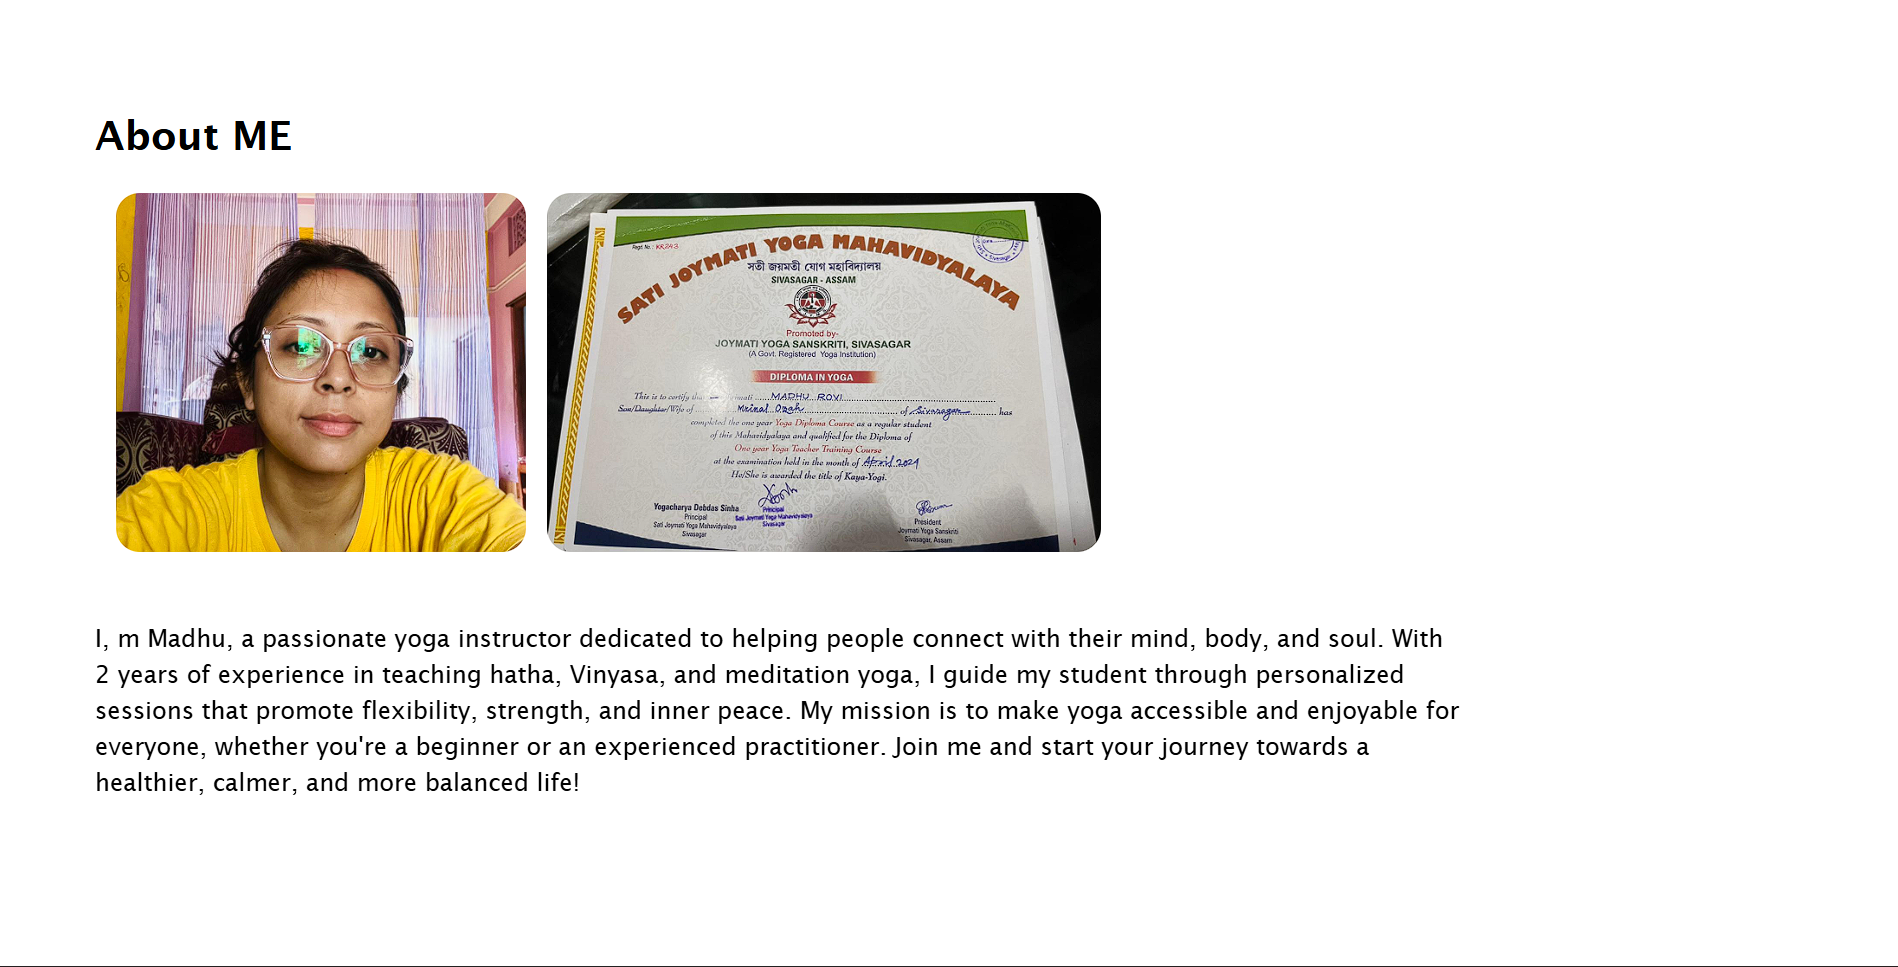 About ME
Regd. No.: KR243
SATI JOYMATI YOGA MAHAVIDYALAYA
সতী জয়মতী যোগ মহাবিদ্যালয়
SIVASAGAR - ASSAM
Promoted by-
JOYMATI YOGA SANSKRITI, SIVASAGAR
(A Govt. Registered Yoga Institution)
DIPLOMA IN YOGA
This is to certify MADHU ROVI
Son/Daughter/Wife of Mrinal Ozah of Sivasagar has
completed the one year Yoga Diploma Course as a regular student
of this Mahavidyalaya and qualified for the Diploma of
One year Yoga Teacher Training Course
at the examination held in the month of April 2024
He/She is awarded the title of Kaya-Yogi.
Yogacharya Debdas Sinha
Principal
Sati Joymati Yoga Mahavidyalaya
Sivasagar
Principal
Sati Joymati Yoga Mahavidyalaya
Sivasagar
President
Joymati Yoga Sanskriti
Sivasagar, Assam
I, m Madhu, a passionate yoga instructor dedicated to helping people connect with their mind, body, and soul. With
2 years of experience in teaching hatha, Vinyasa, and meditation yoga, I guide my student through personalized
sessions that promote flexibility, strength, and inner peace. My mission is to make yoga accessible and enjoyable for
everyone, whether you're a beginner or an experienced practitioner. Join me and start your journey towards a
healthier, calmer, and more balanced life!